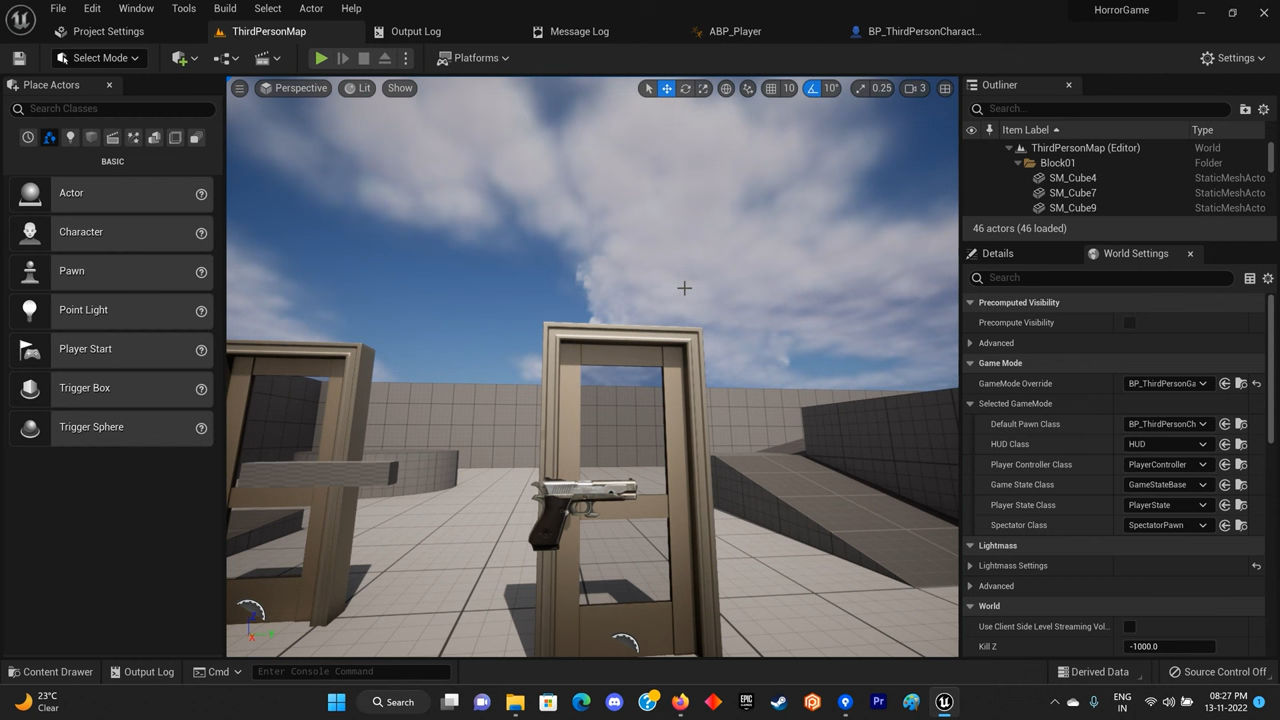 File Edit Window Tools Build Select Actor Help
HorrorGame
Project Settings ThirdPersonMap Output Log Message Log ABP_Player BP_ThirdPersonCharact...
Select Mode Platforms Settings
Place Actors
Search Classes
BASIC
Actor
Character
Pawn
Point Light
Player Start
Trigger Box
Trigger Sphere
Perspective Lit Show 10 10° 0.25 3
Outliner
Search...
Item Label Type
ThirdPersonMap (Editor) World
Block01 Folder
SM_Cube4 StaticMeshActo
SM_Cube7 StaticMeshActo
SM_Cube9 StaticMeshActo
46 actors (46 loaded)
Details World Settings
Search
Precomputed Visibility
Precompute Visibility
Advanced
Game Mode
GameMode Override BP_ThirdPersonGa
Selected GameMode
Default Pawn Class BP_ThirdPersonCh
HUD Class HUD
Player Controller Class PlayerController
Game State Class GameStateBase
Player State Class PlayerState
Spectator Class SpectatorPawn
Lightmass
Lightmass Settings
Advanced
World
Use Client Side Level Streaming Vol...
Kill Z -1000.0
Content Drawer Output Log Cmd Enter Console Command Derived Data Source Control Off
23°C
Clear
Search
ENG
IN
08:27 PM
13-11-2022